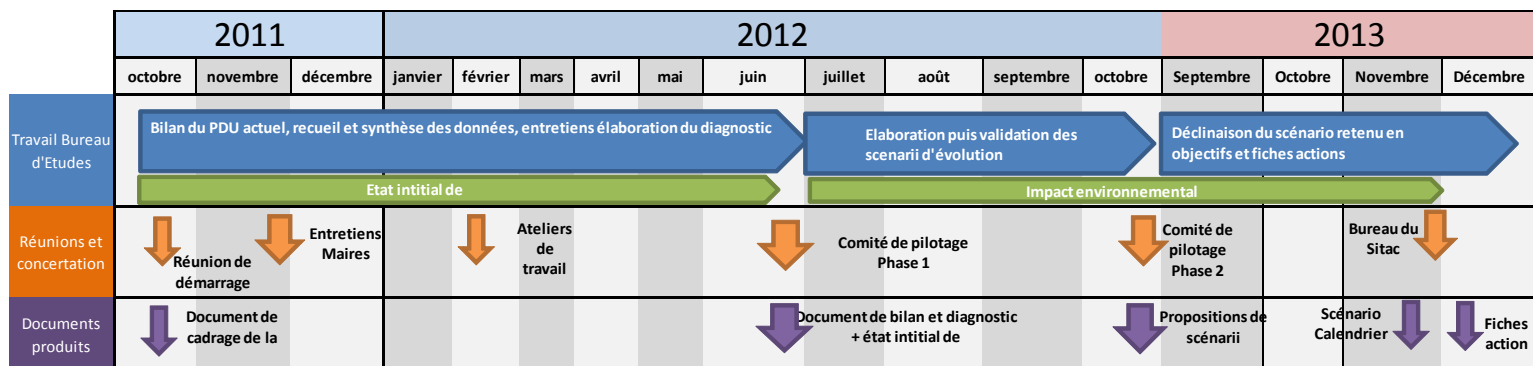 2011 2012 2013
octobre novembre décembre janvier février mars avril mai juin juillet août septembre octobre Septembre Octobre Novembre Décembre
Travail Bureau
d'Etudes
Bilan du PDU actuel, recueil et synthèse des données, entretiens élaboration du diagnostic
Elaboration puis validation des
scenarii d'évolution
Déclinaison du scénario retenu en
objectifs et fiches actions
Etat intitial de
Impact environnemental
Réunions et
concertation
Réunion de
démarrage
Entretiens
Maires
Ateliers
de
travail
Comité de pilotage
Phase 1
Comité de
pilotage
Phase 2
Bureau du
Sitac
Documents
produits
Document de
cadrage de la
Document de bilan et diagnostic
+ état intitial de
Propositions de
scénarii
Scénario
Calendrier
Fiches
action